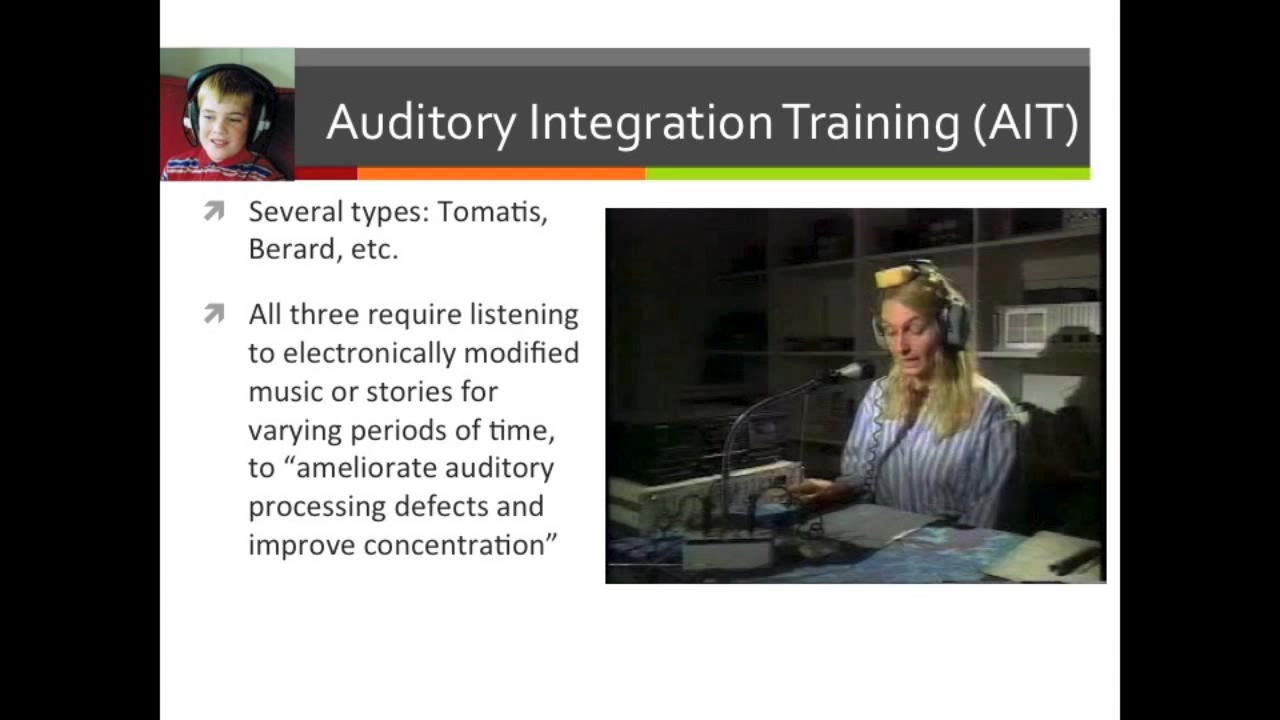 Auditory Integration Training (AIT)
Several types: Tomatis,
Berard, etc.
All three require listening
to electronically modified
music or stories for
varying periods of time,
to “ameliorate auditory
processing defects and
improve concentration”